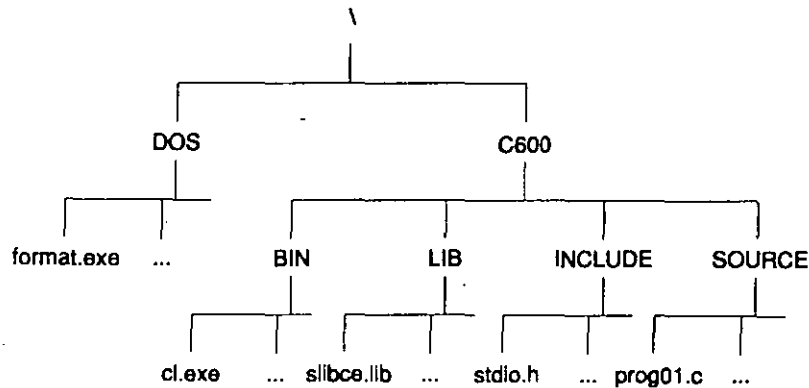 \
DOS C600
format.exe ... BIN LIB INCLUDE SOURCE
cl.exe ... slibce.lib ... stdio.h ... prog01.c ...